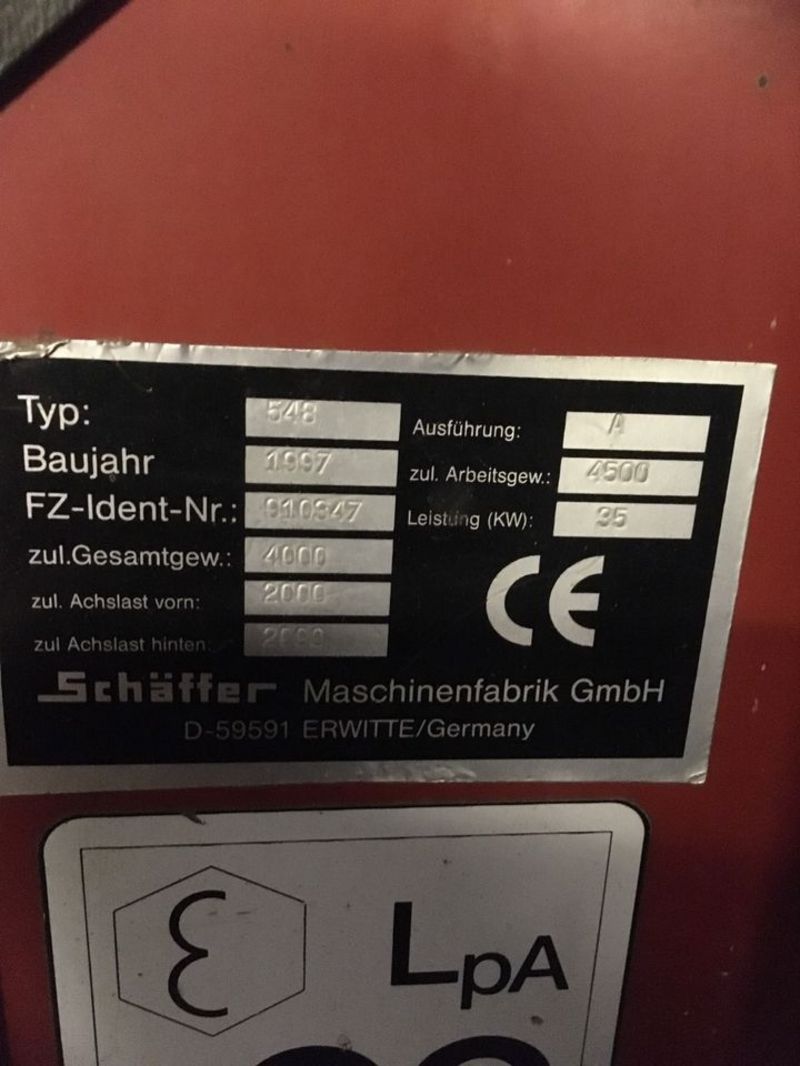 Typ: 548 Ausführung: A
Baujahr 1997 zul. Arbeitsgew.: 4500
FZ-Ident-Nr.: Leistung (KW): 35
zul.Gesamtgew.: 4000
zul. Achslast vorn: 2000
zul Achslast hinten:
Schäffer Maschinenfabrik GmbH
D-59591 ERWITTE/Germany
CE
LpA